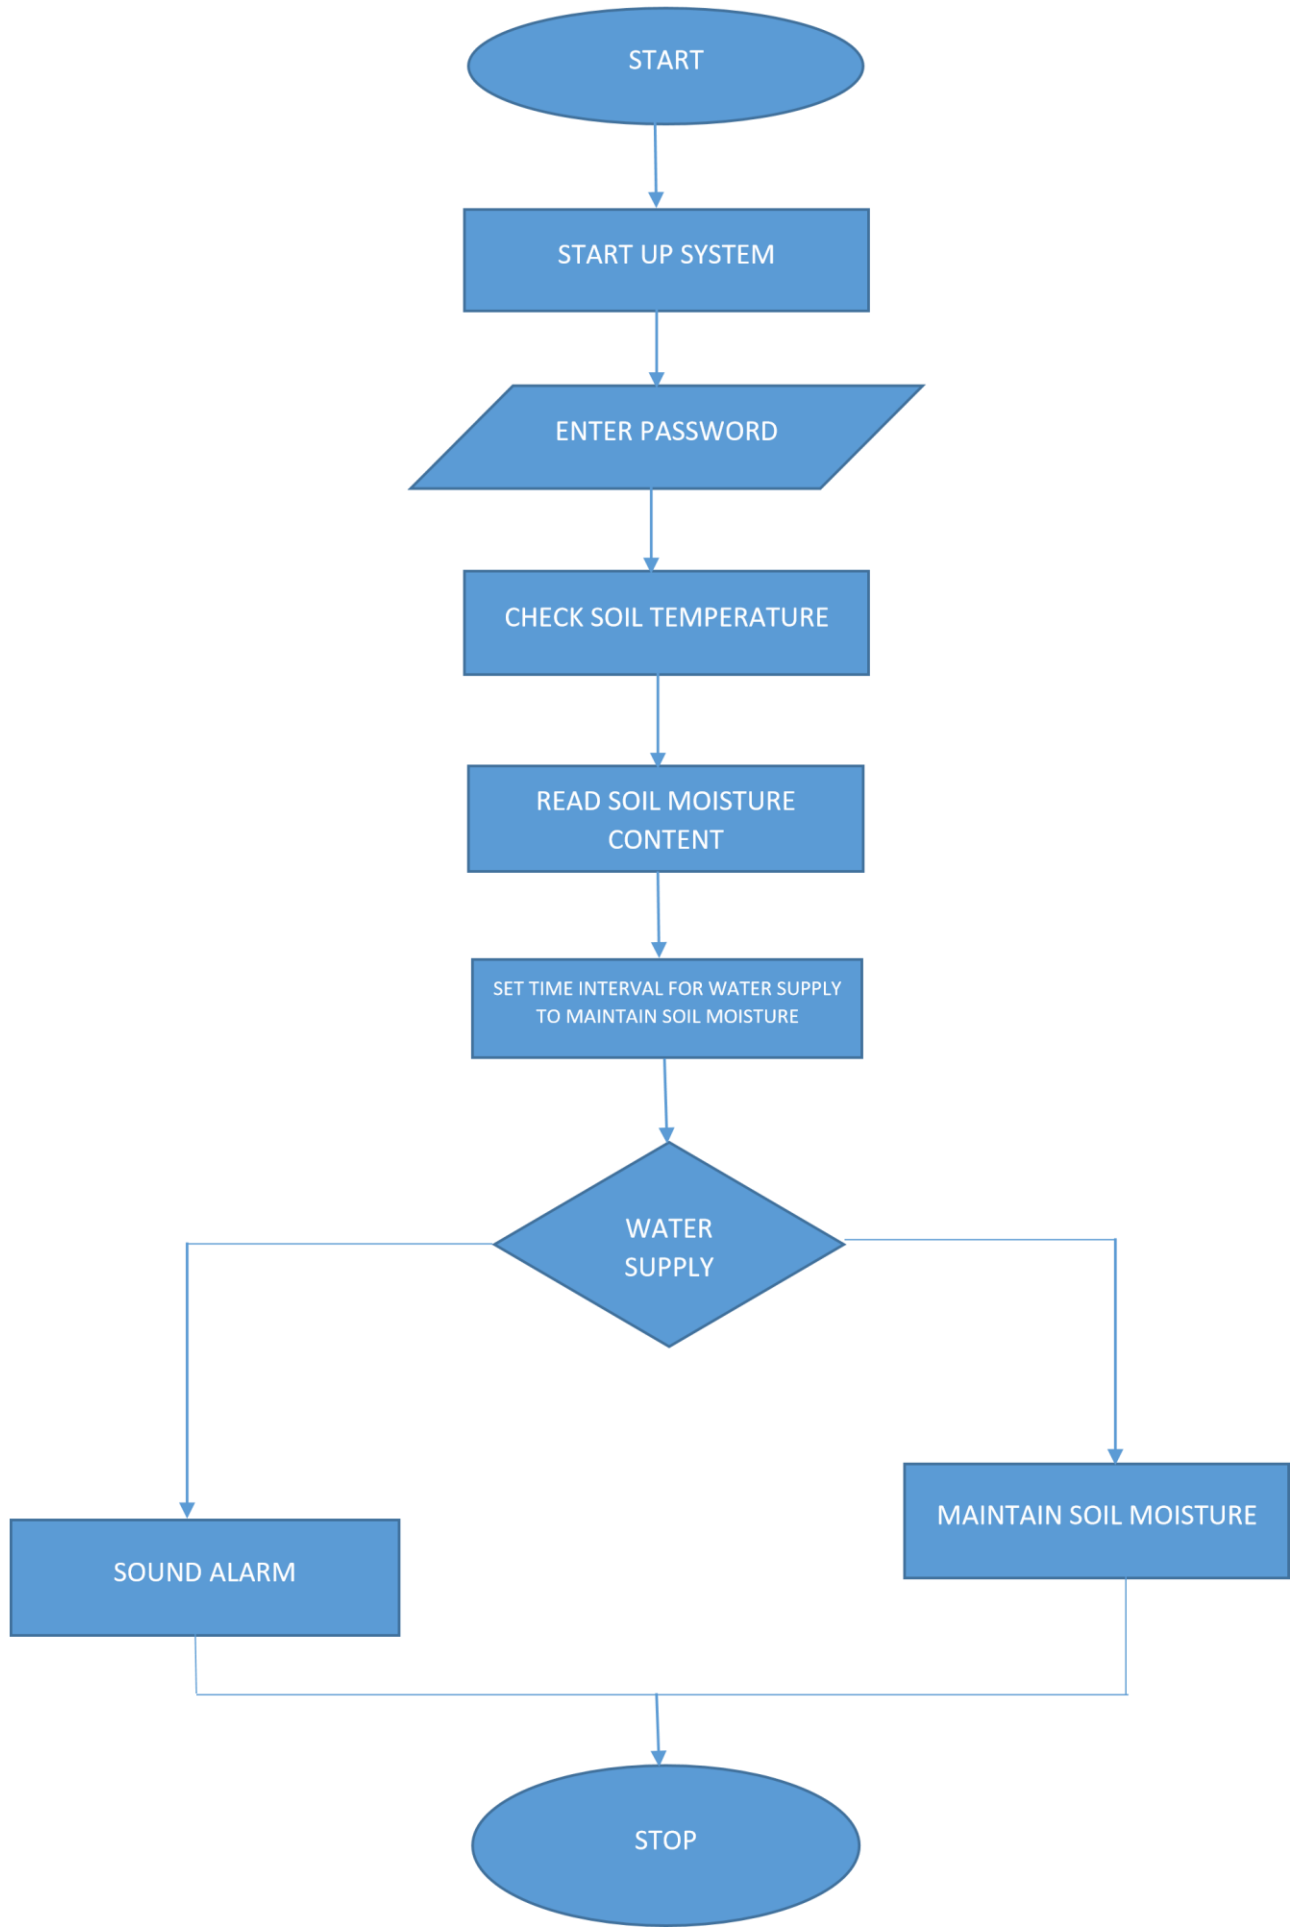 START
START UP SYSTEM
ENTER PASSWORD
CHECK SOIL TEMPERATURE
READ SOIL MOISTURE
CONTENT
SET TIME INTERVAL FOR WATER SUPPLY
TO MAINTAIN SOIL MOISTURE
WATER
SUPPLY
MAINTAIN SOIL MOISTURE
SOUND ALARM
STOP